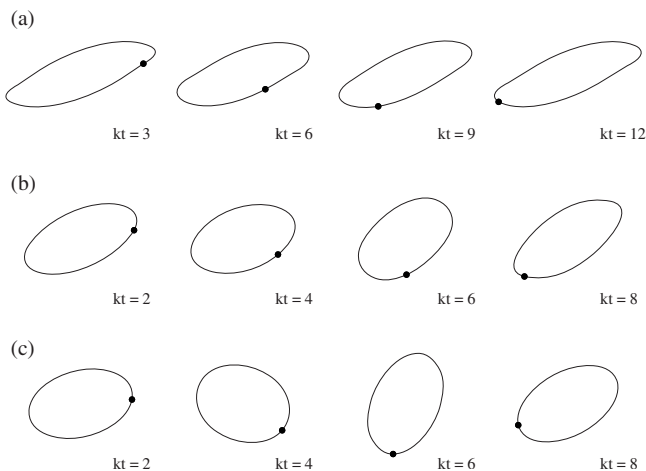 (a)
kt = 3 kt = 6 kt = 9 kt = 12
(b)
kt = 2 kt = 4 kt = 6 kt = 8
(c)
kt = 2 kt = 4 kt = 6 kt = 8